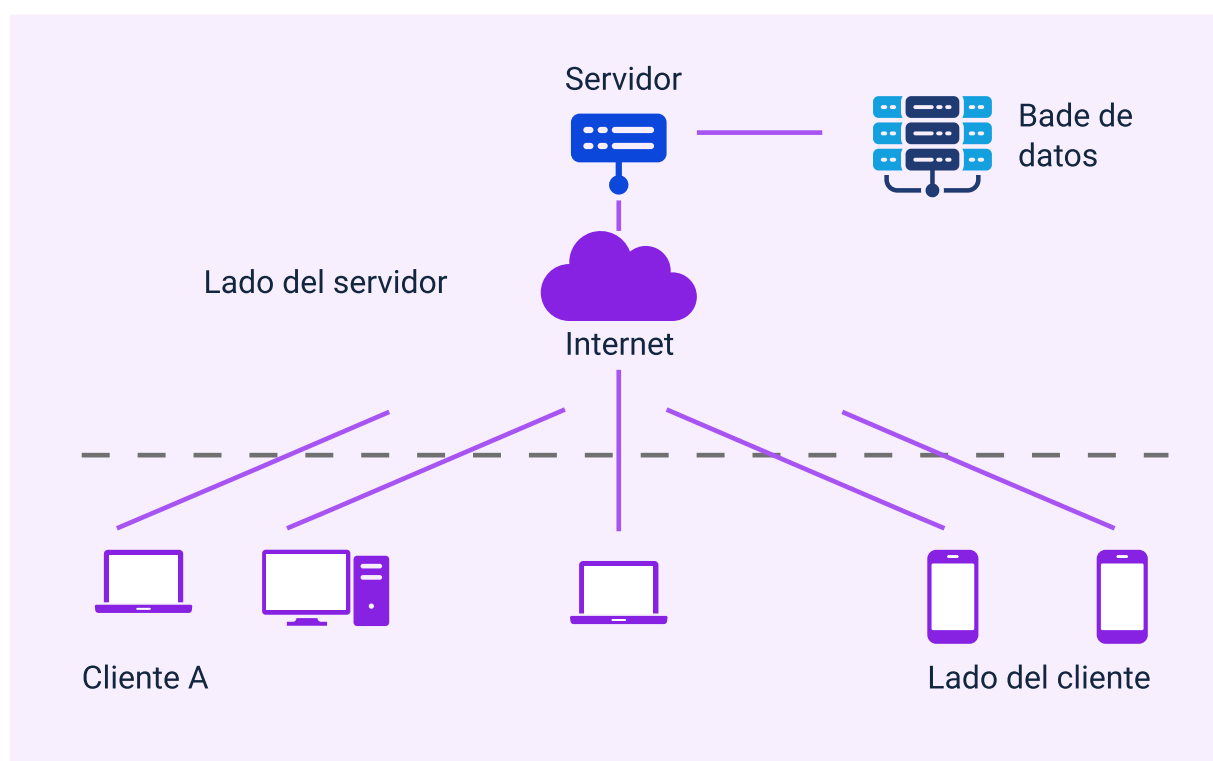 Servidor
Bade de
datos
Lado del servidor
Internet
Cliente A
Lado del cliente